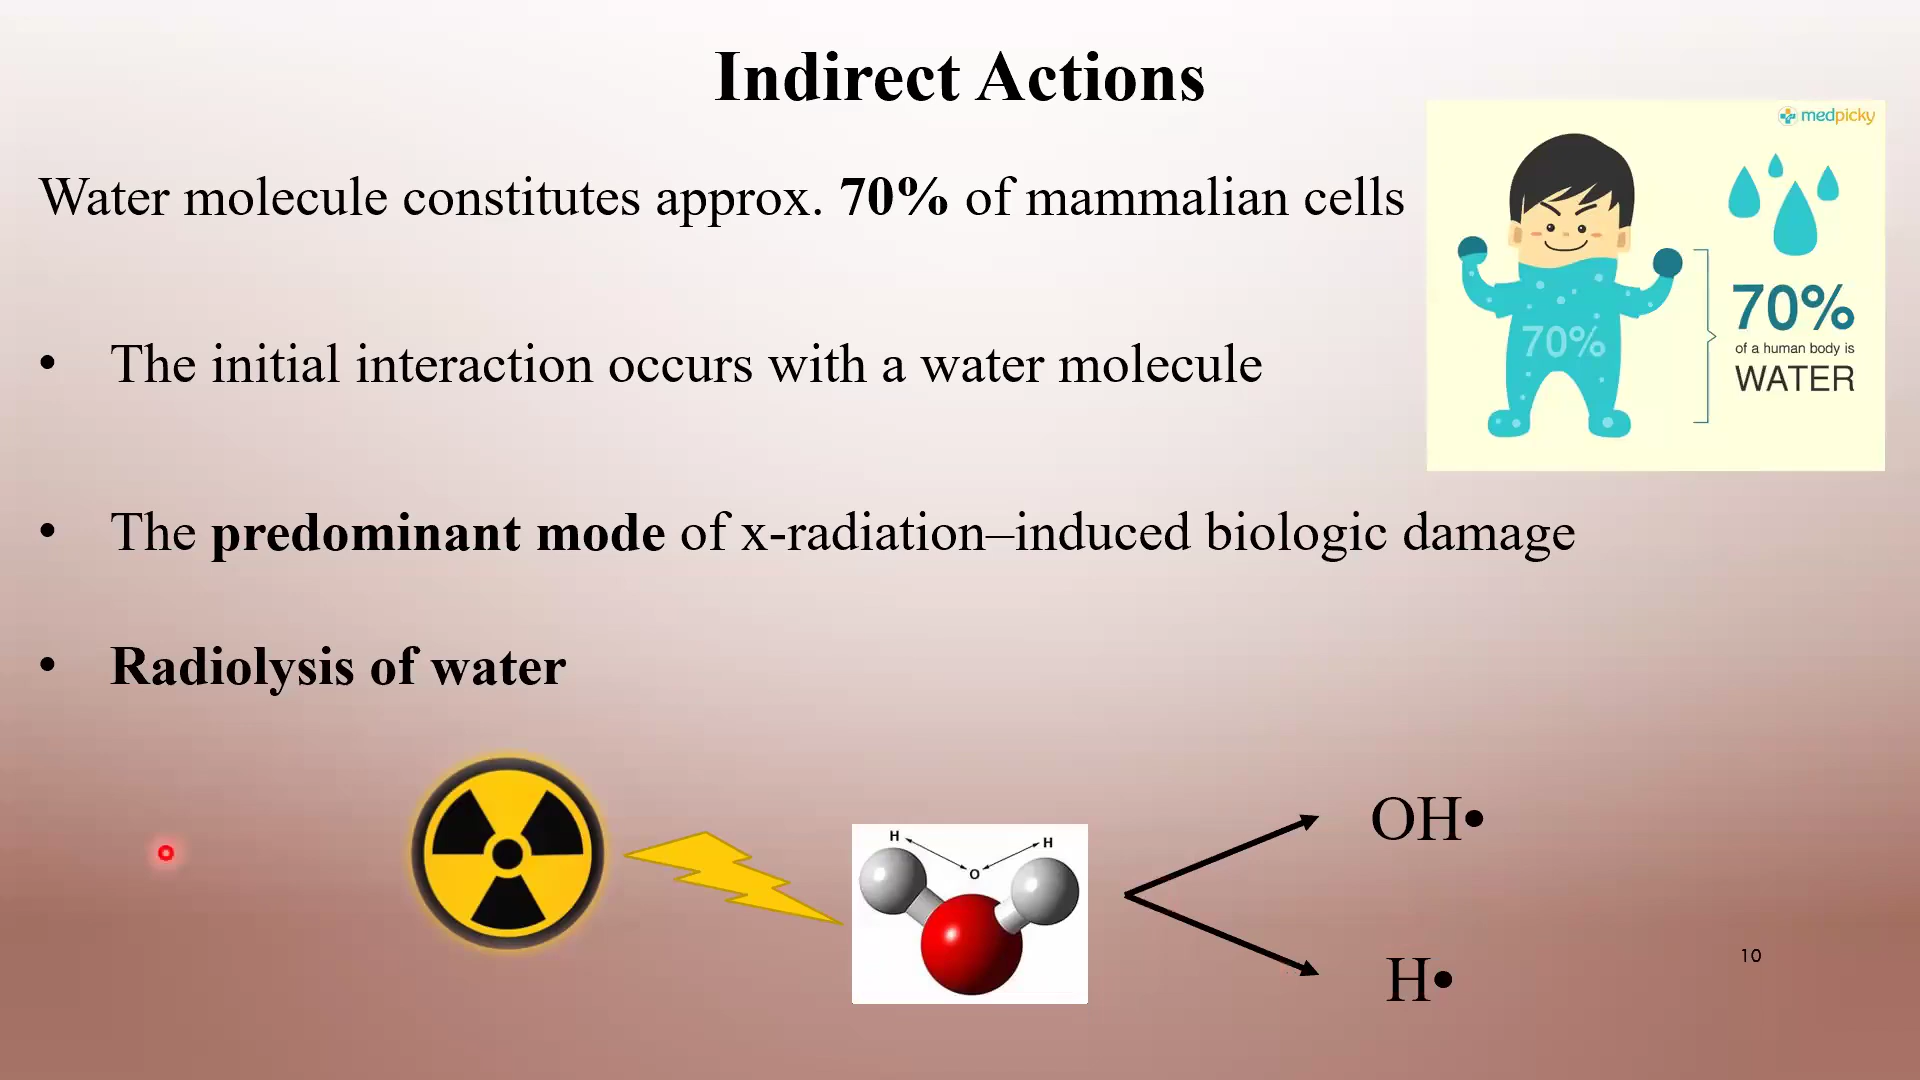 Indirect Actions
Water molecule constitutes approx. 70% of mammalian cells
• The initial interaction occurs with a water molecule
• The predominant mode of x-radiation–induced biologic damage
• Radiolysis of water
medpicky
70%
70%
of a human body is
WATER
H
H
O
OH•
H•
10